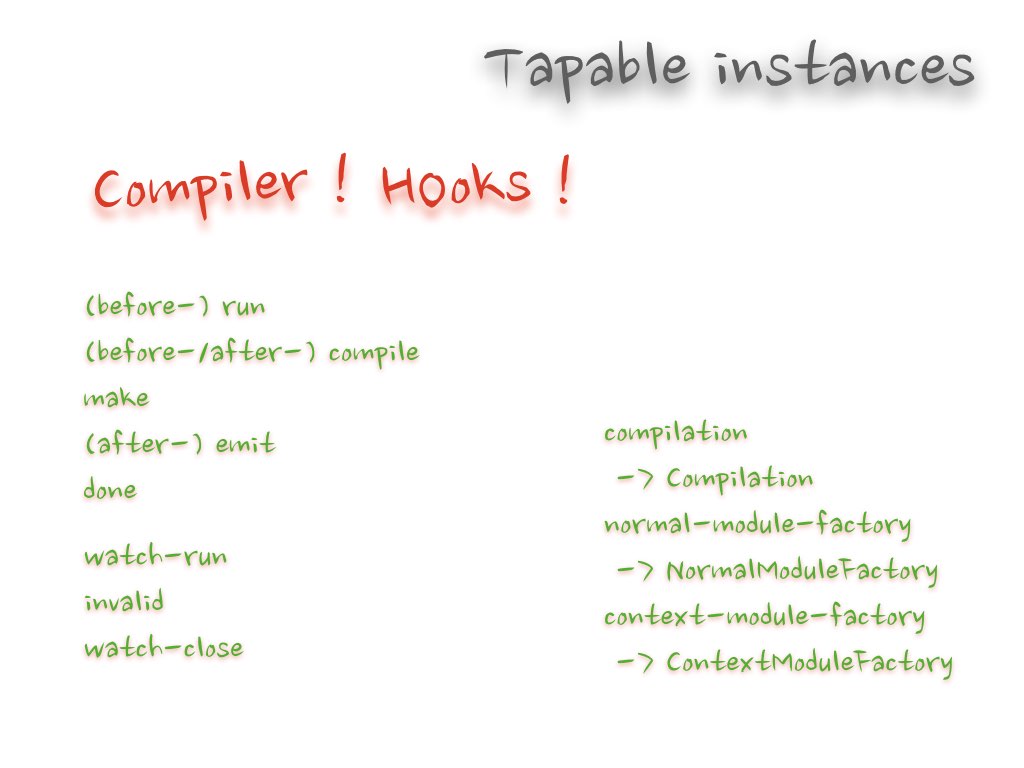 Tapable instances
Compiler ! Hooks !
(before-) run
(before-/after-) compile
make
(after-) emit
done
watch-run
invalid
watch-close
compilation
-> Compilation
normal-module-factory
-> NormalModuleFactory
context-module-factory
-> ContextModuleFactory